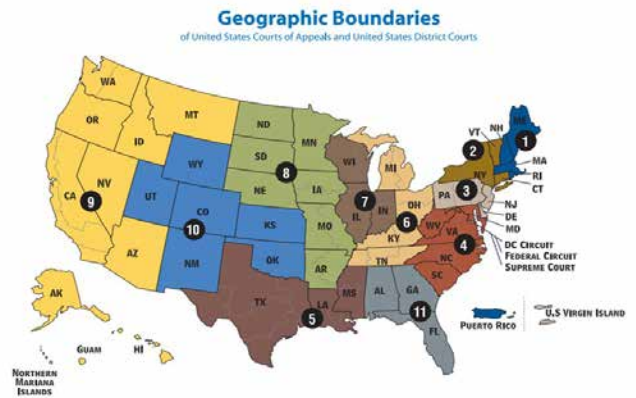 Geographic Boundaries
of United States Courts of Appeals and United States District Courts
WA
OR
CA
NV
9
ID
MT
AZ
WY
UT
CO
10
NM
KS
OK
ND
SD
NE
8
MN
IA
MO
AR
WI
7
IL
IN
MI
OH
6
KY
TN
TX
LA
5
MS
AL
GA
11
FL
WV
VA
4
NC
SC
PA
3
VT
NH
2
NY
ME
1
MA
RI
CT
NJ
DE
MD
DC Circuit
Federal Circuit
Supreme Court
AK
Guam
HI
Northern
Mariana
Islands
Puerto Rico
U.S Virgin Island